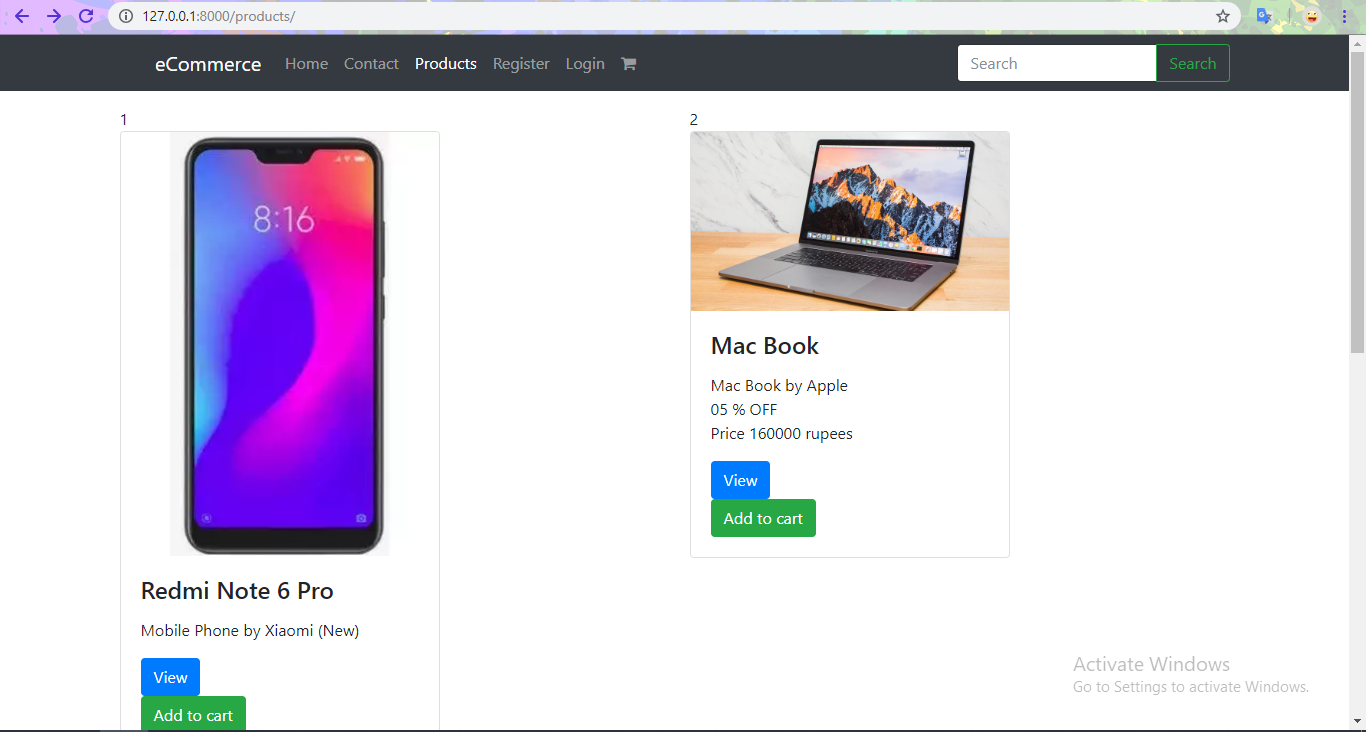 127.0.0.1:8000/products/
eCommerce Home Contact Products Register Login Search Search
1
8:16
Redmi Note 6 Pro
Mobile Phone by Xiaomi (New)
View
Add to cart
2
Mac Book
Mac Book by Apple
05 % OFF
Price 160000 rupees
View
Add to cart
Activate Windows
Go to Settings to activate Windows.